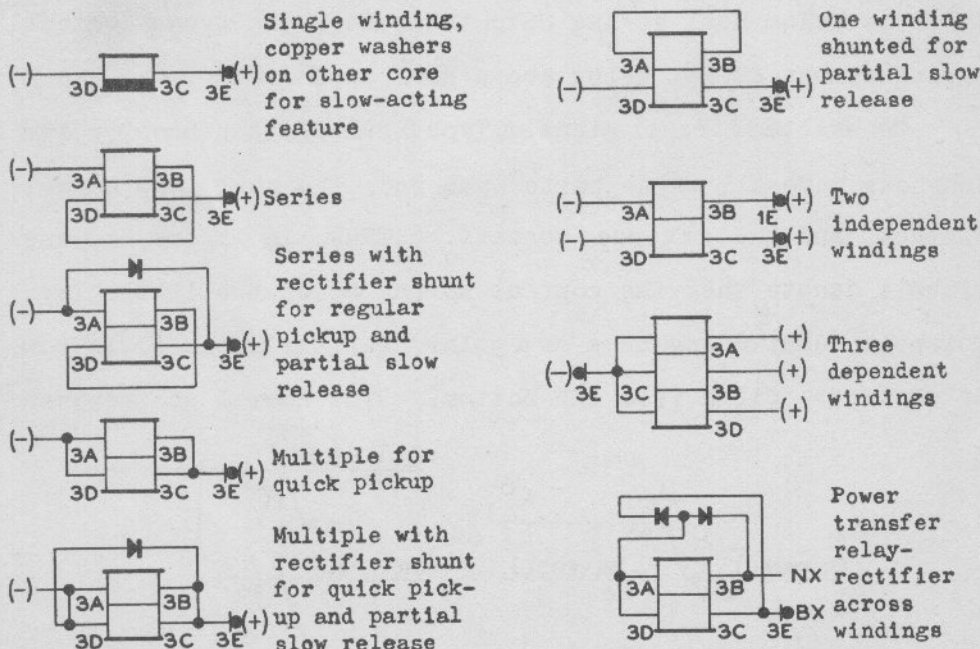 Single winding,
copper washers
on other core
for slow-acting
feature
(-) 3D 3C 3E (+)
Series
(-) 3A 3B 3D 3C 3E (+)
Series with
rectifier shunt
for regular
pickup and
partial slow
release
(-) 3A 3B 3D 3C 3E (+)
Multiple for
quick pickup
(-) 3A 3B 3D 3C 3E (+)
Multiple with
rectifier shunt
for quick pick-
up and partial
slow release
(-) 3A 3B 3D 3C 3E (+)
One winding
shunted for
partial slow
release
3A 3B
(-) 3D 3C 3E (+)
Two
independent
windings
(-) 3A 3B 1E (+)
(-) 3D 3C 3E (+)
Three
dependent
windings
3A (+)
(-) 3E 3C 3B (+)
3D (+)
Power
transfer
relay-
rectifier
across
windings
3A 3B NX
3D 3C 3E BX